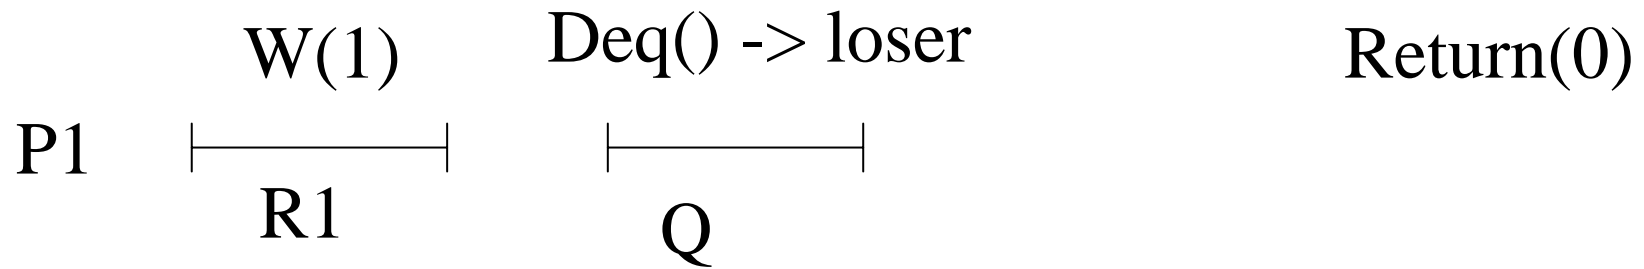 W(1) Deq() -> loser Return(0)
P1
R1 Q